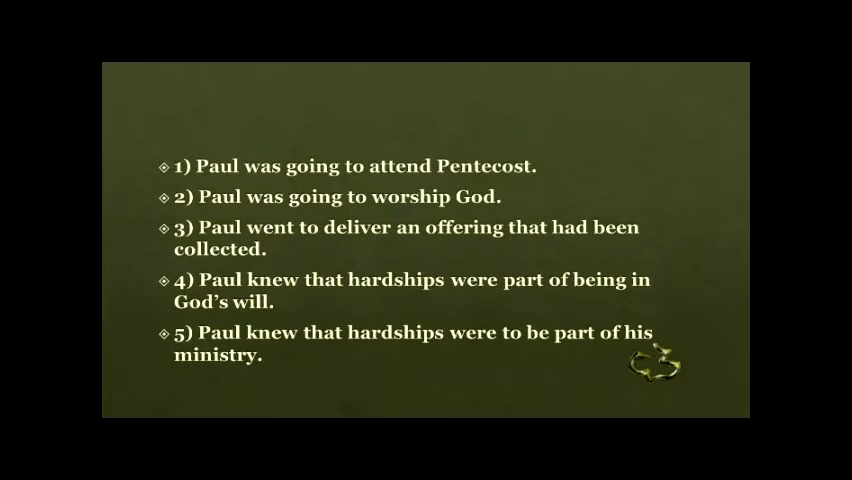 1) Paul was going to attend Pentecost.
2) Paul was going to worship God.
3) Paul went to deliver an offering that had been
collected.
4) Paul knew that hardships were part of being in
God's will.
5) Paul knew that hardships were to be part of his
ministry.